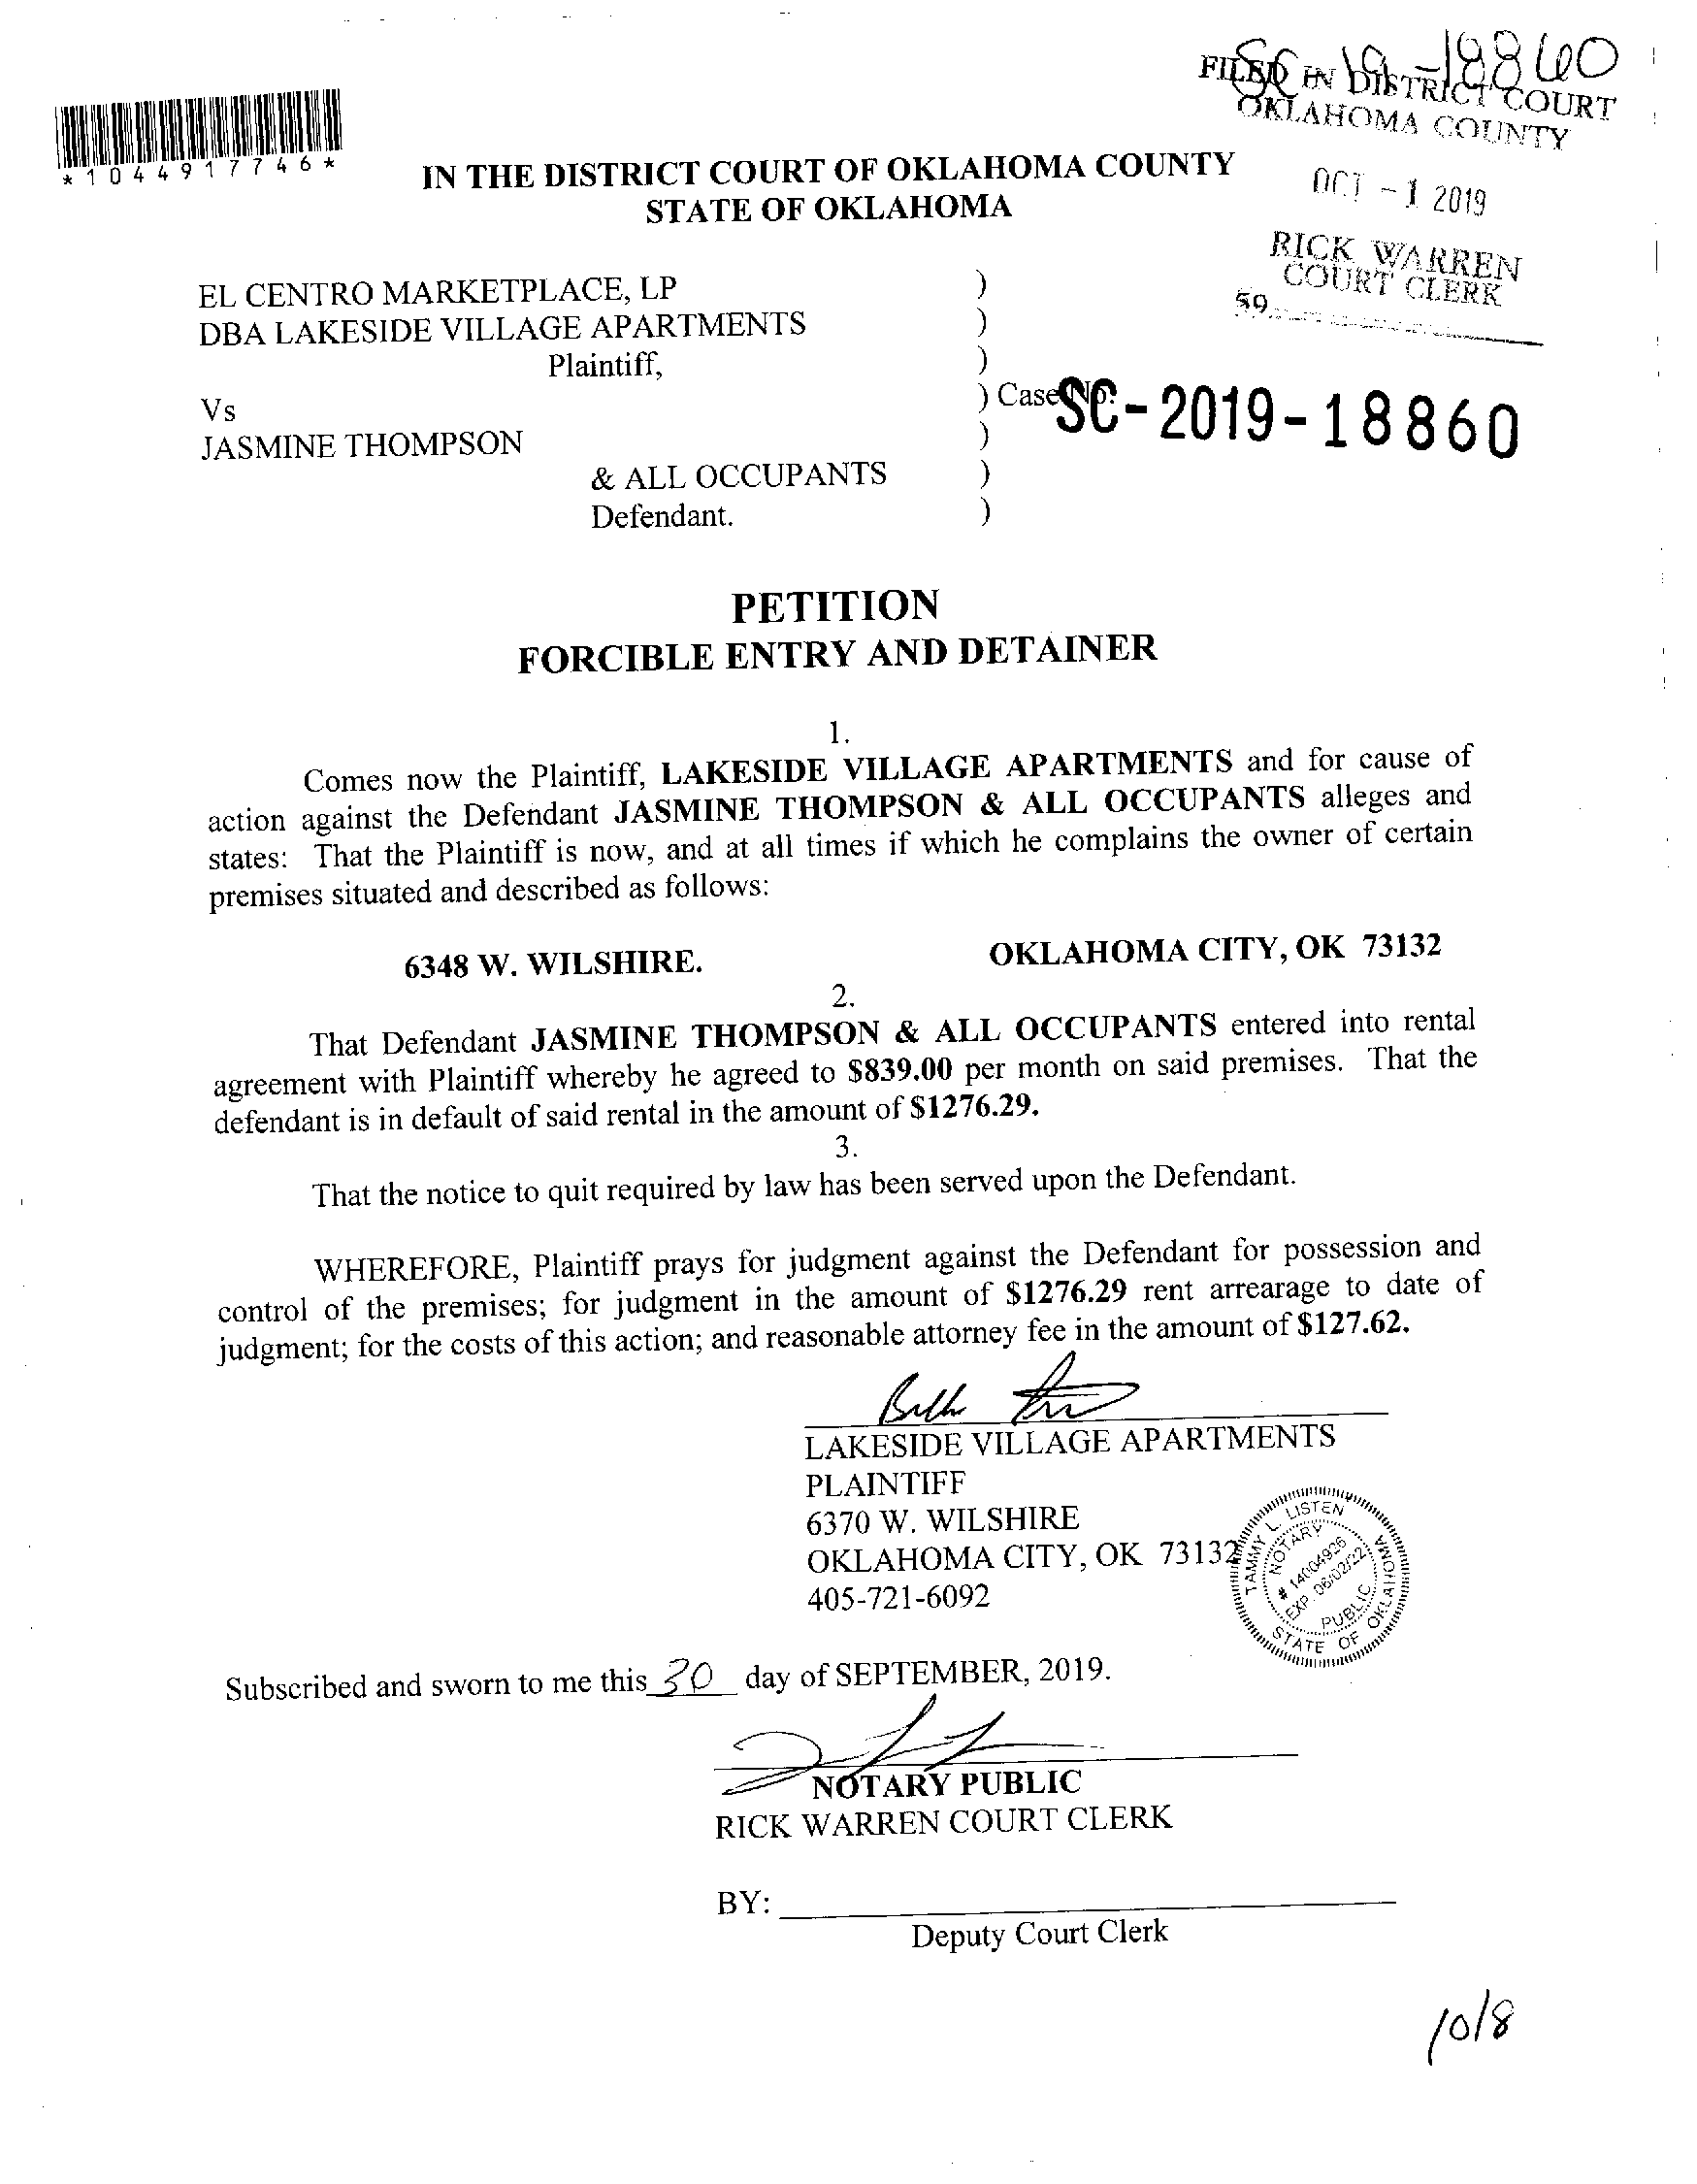 SC 19-18860
FILED IN DISTRICT COURT
OKLAHOMA COUNTY
*1044917746*
IN THE DISTRICT COURT OF OKLAHOMA COUNTY
STATE OF OKLAHOMA
OCT -1 2019
RICK WARREN
COURT CLERK
59
EL CENTRO MARKETPLACE, LP )
DBA LAKESIDE VILLAGE APARTMENTS )
Plaintiff, )
Vs ) Case No: SC-2019-18860
JASMINE THOMPSON )
& ALL OCCUPANTS )
Defendant. )
PETITION
FORCIBLE ENTRY AND DETAINER
1.
Comes now the Plaintiff, LAKESIDE VILLAGE APARTMENTS and for cause of
action against the Defendant JASMINE THOMPSON & ALL OCCUPANTS alleges and
states: That the Plaintiff is now, and at all times if which he complains the owner of certain
premises situated and described as follows:
6348 W. WILSHIRE. OKLAHOMA CITY, OK 73132
2.
That Defendant JASMINE THOMPSON & ALL OCCUPANTS entered into rental
agreement with Plaintiff whereby he agreed to $839.00 per month on said premises. That the
defendant is in default of said rental in the amount of $1276.29.
3.
That the notice to quit required by law has been served upon the Defendant.
WHEREFORE, Plaintiff prays for judgment against the Defendant for possession and
control of the premises; for judgment in the amount of $1276.29 rent arrearage to date of
judgment; for the costs of this action; and reasonable attorney fee in the amount of $127.62.
LAKESIDE VILLAGE APARTMENTS
PLAINTIFF
6370 W. WILSHIRE
OKLAHOMA CITY, OK 73132
405-721-6092
TAMMY L. LISTEN
NOTARY
# 14004926
EXP. 06/02/22
PUBLIC
STATE OF OKLAHOMA
Subscribed and sworn to me this 30 day of SEPTEMBER, 2019.
NOTARY PUBLIC
RICK WARREN COURT CLERK
BY:
Deputy Court Clerk
10/8